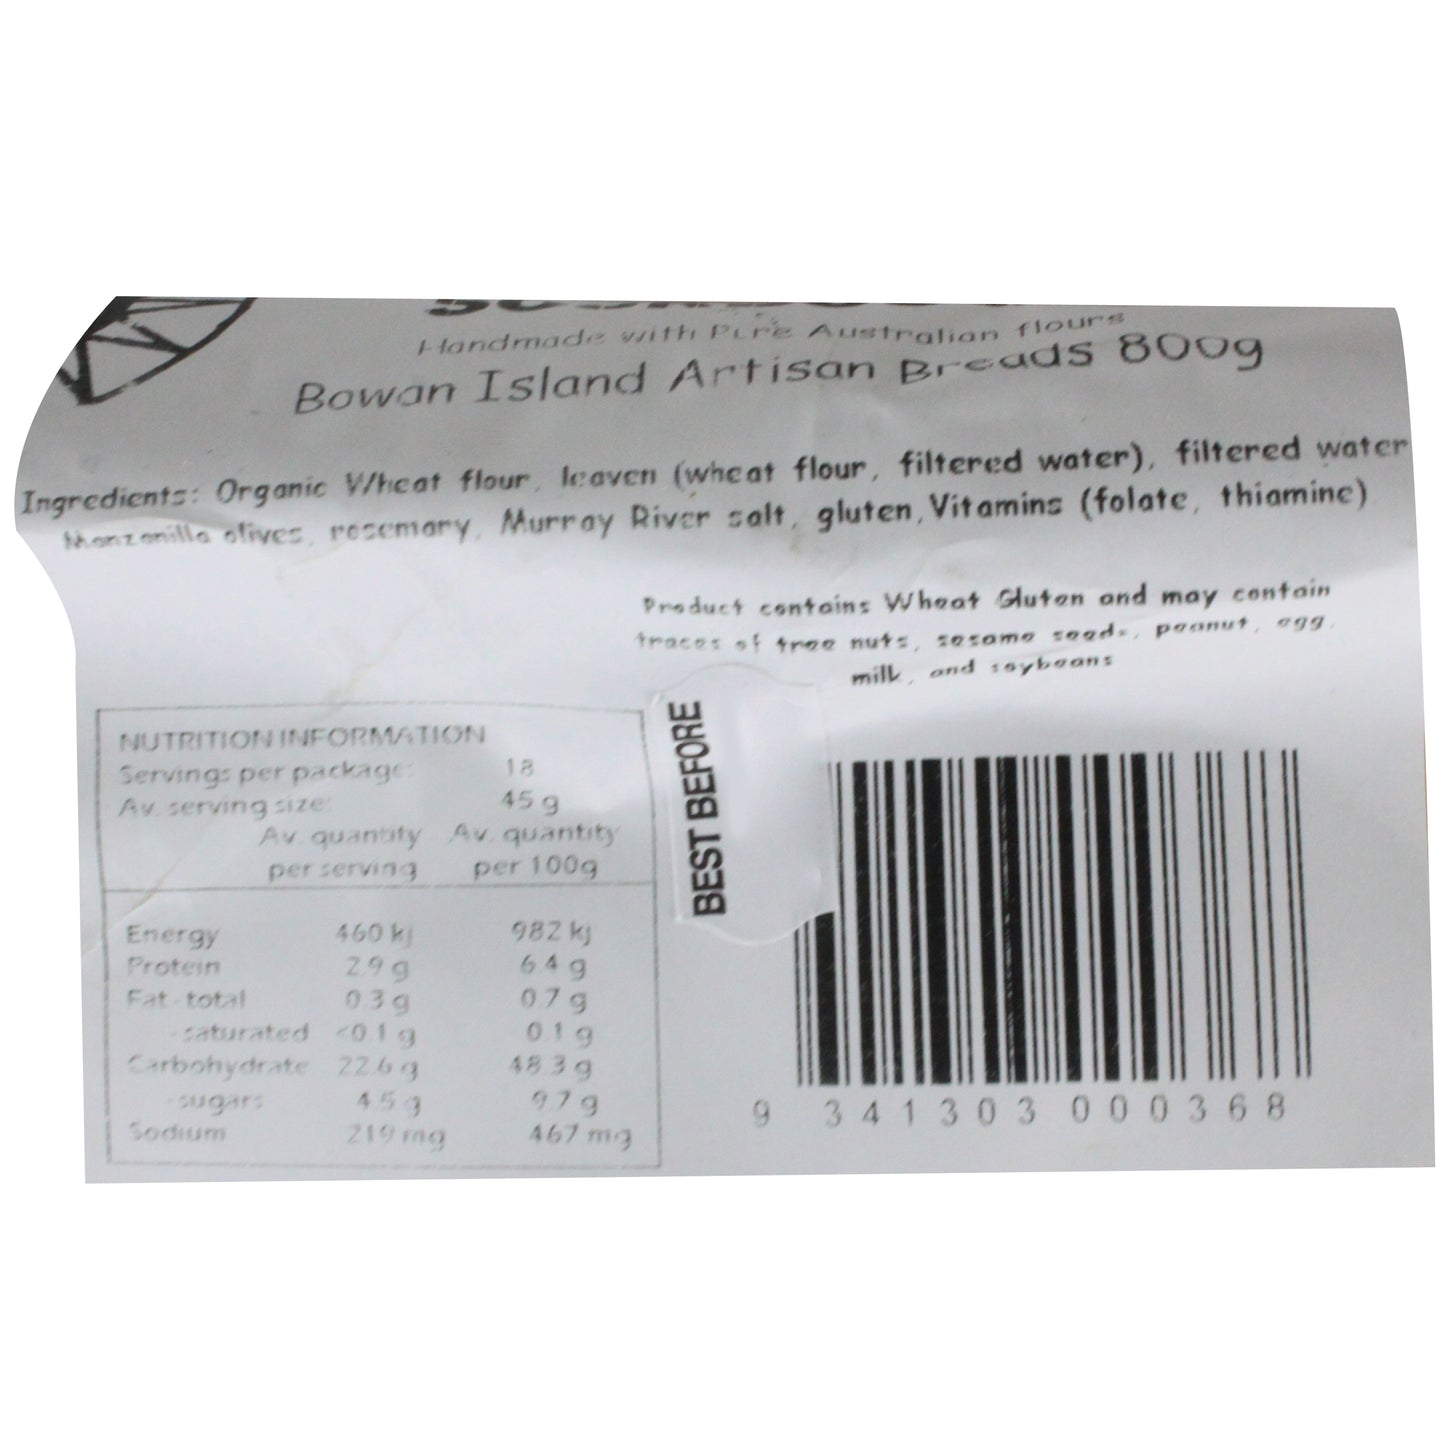 Handmade with Pure Australian flours
Bowan Island Artisan Breads 800g
Ingredients: Organic Wheat flour, leaven (wheat flour, filtered water), filtered water
Manzanilla olives, rosemary, Murray River salt, gluten, Vitamins (folate, thiamine)
Product contains Wheat Gluten and may contain
traces of tree nuts, sesame seeds, peanut, egg,
milk, and soybeans
NUTRITION INFORMATION
Servings per package: 18
Av. serving size: 45 g
Av. quantity Av. quantity
per serving per 100g
Energy 460 kj 982 kj
Protein 2.9 g 6.4 g
Fat - total 0.3 g 0.7 g
- saturated <0.1 g 0.1 g
Carbohydrate 22.6 g 48.3 g
- sugars 4.5 g 9.7 g
Sodium 219 mg 467 mg
BEST BEFORE
9 341303 000368